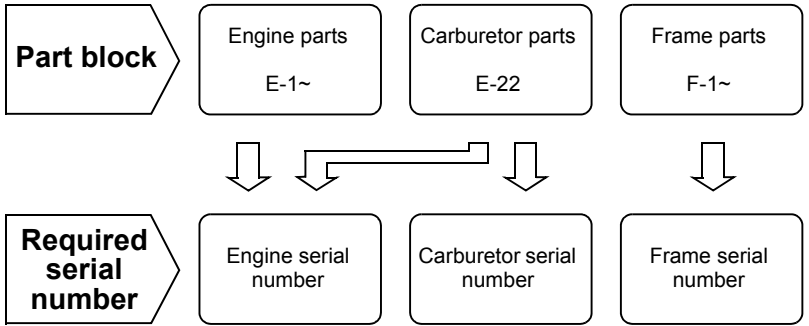 Part block
Engine parts
E-1~
Carburetor parts
E-22
Frame parts
F-1~
Required
serial
number
Engine serial
number
Carburetor serial
number
Frame serial
number